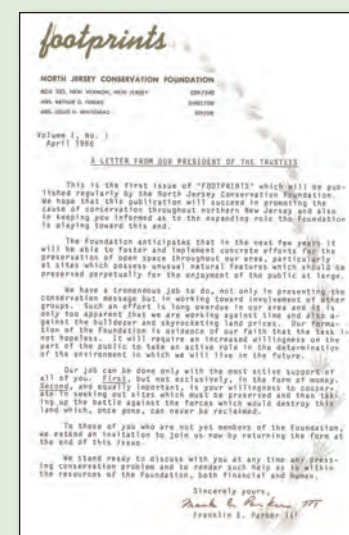 footprints
NORTH JERSEY CONSERVATION FOUNDATION
BOX 385, NEW VERNON, NEW JERSEY
MRS. ARTHUR G. DIRECTOR
MRS. EDITOR
Volume I, No. 1
April 1966
A LETTER FROM OUR PRESIDENT OF THE TRUSTEES
This is the first issue of "FOOTPRINTS" which will be pub-
lished regularly by the North Jersey Conservation Foundation.
We hope that this publication will succeed in promoting the
cause of conservation throughout northern New Jersey and also
in keeping you informed as to the expanding role the Foundation
is playing toward this end.
The Foundation anticipates that in the next few years it
will be able to foster and implement concrete efforts for the
preservation of open space throughout our area, particularly
at sites which possess unusual natural features which should be
preserved perpetually for the enjoyment of the public at large.
We have a tremendous job to do, not only in presenting the
conservation message but in working toward involvement of other
groups. Such an effort is long overdue in our area and it is
only too apparent that we are working against time and also a-
gainst the bulldozer and skyrocketing land prices. Our forma-
tion of the Foundation is evidence of our faith that the task is
not hopeless. It will require an increased willingness on the
part of the public to take an active role in the determination
of the environment in which we will live in the future.
Our job can be done only with the most active support of
all of you. First, but not exclusively, in the form of money.
Second, and equally important, is your willingness to cooper-
ate in seeking out sites which must be preserved and then tak-
ing up the battle against the forces which would destroy this
land which, once gone, can never be reclaimed.
To those of you who are not yet members of the Foundation,
we extend an invitation to join us now by returning the form at
the end of this issue.
We stand ready to discuss with you at any time any press-
ing conservation problem and to render such help as is within
the resources of the Foundation, both financial and human.
Sincerely yours,
Franklin E. Parker III